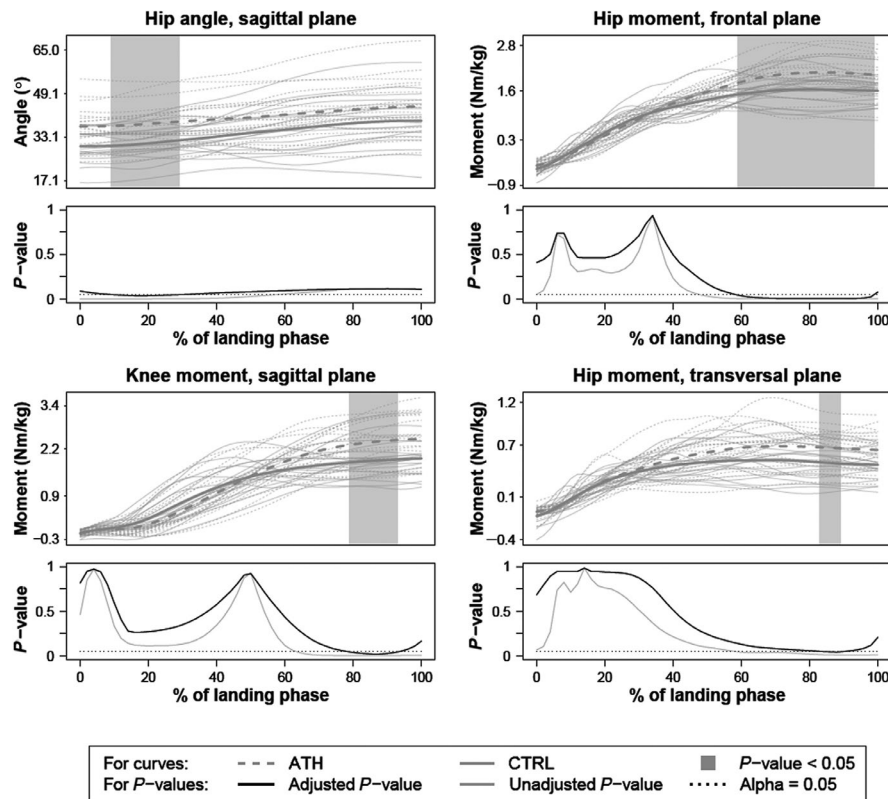 Hip angle, sagittal plane
Angle (°)
65.0
49.1
33.1
17.1
P-value
1
0.5
0
0 20 40 60 80 100
% of landing phase
Hip moment, frontal plane
Moment (Nm/kg)
2.8
1.6
0.3
−0.9
P-value
1
0.5
0
0 20 40 60 80 100
% of landing phase
Knee moment, sagittal plane
Moment (Nm/kg)
3.4
2.2
0.9
−0.3
P-value
1
0.5
0
0 20 40 60 80 100
% of landing phase
Hip moment, transversal plane
Moment (Nm/kg)
1.2
0.7
0.1
−0.4
P-value
1
0.5
0
0 20 40 60 80 100
% of landing phase
For curves: ATH CTRL P-value < 0.05
For P-values: Adjusted P-value Unadjusted P-value Alpha = 0.05